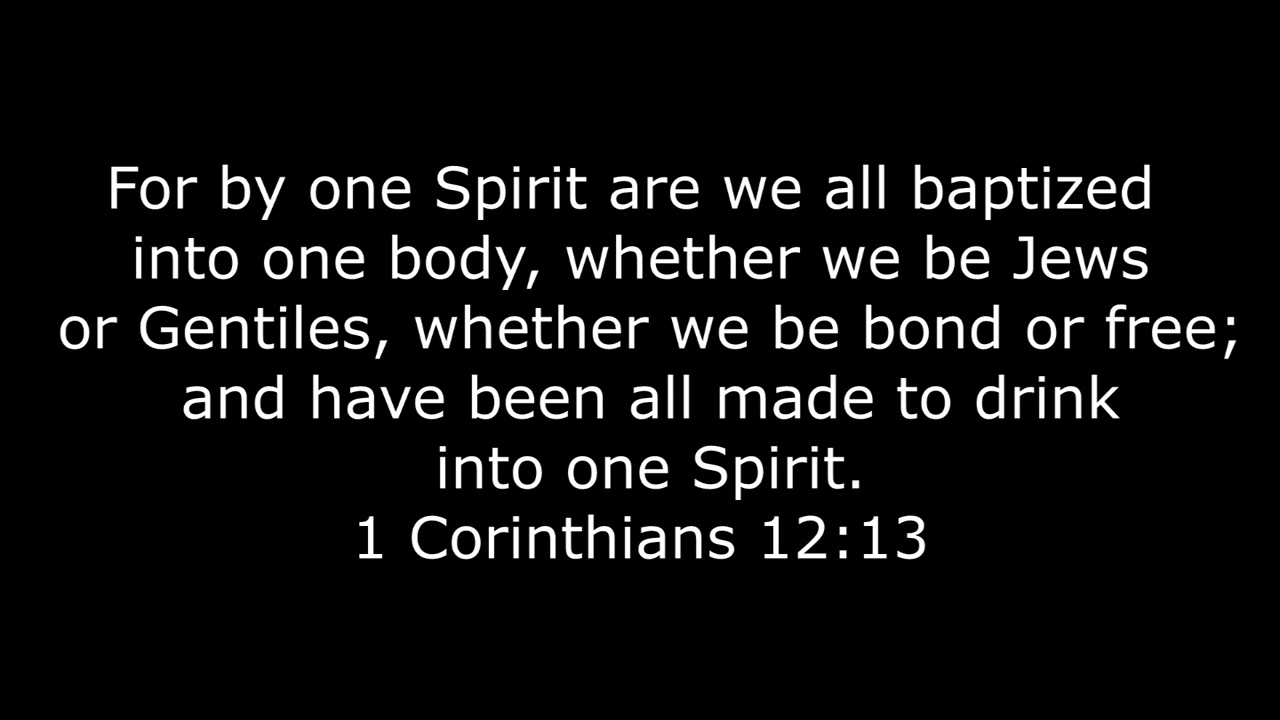 For by one Spirit are we all baptized
into one body, whether we be Jews
or Gentiles, whether we be bond or free;
and have been all made to drink
into one Spirit.
1 Corinthians 12:13